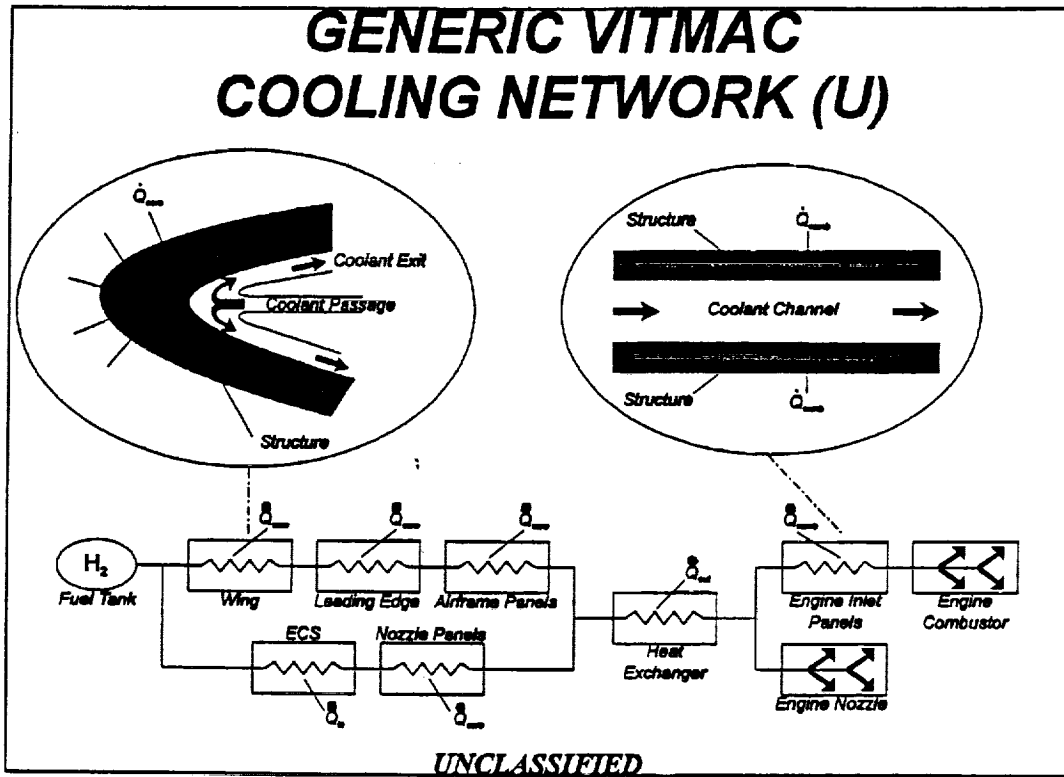 GENERIC VITMAC
COOLING NETWORK (U)
Structure
Coolant Exit
Coolant Passage
Coolant Channel
Structure
Structure
H₂
Fuel Tank
Wing
Leading Edge
Airframe Panels
Engine Inlet
Panels
Engine
Combustor
ECS
Nozzle Panels
Heat
Exchanger
Engine Nozzle
UNCLASSIFIED